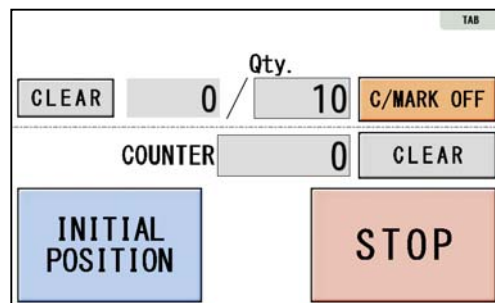 TAB
Qty.
CLEAR 0 / 10 C/MARK OFF
COUNTER 0 CLEAR
INITIAL
POSITION
STOP